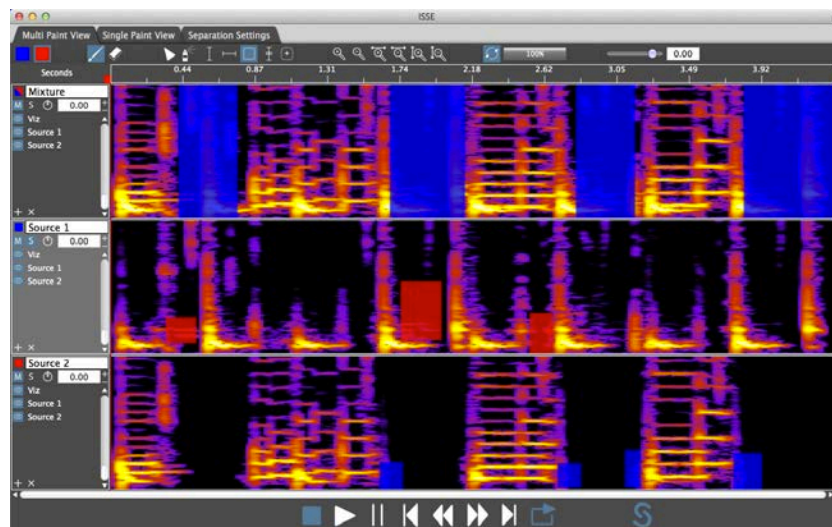 ISSE
Multi Paint View Single Paint View Separation Settings
100% 0.00
Seconds 0.44 0.87 1.31 1.74 2.18 2.62 3.05 3.49 3.92
Mixture
M S 0.00
Viz
Source 1
Source 2
Source 1
M S 0.00
Viz
Source 1
Source 2
Source 2
M S 0.00
Viz
Source 1
Source 2